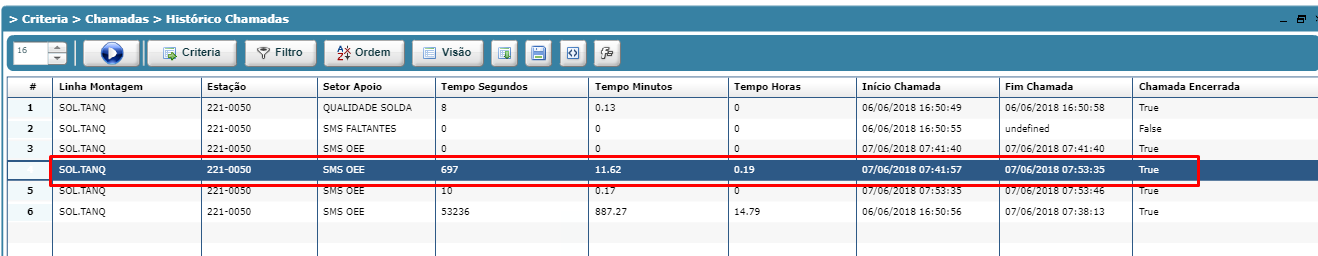 > Criteria > Chamadas > Histórico Chamadas
16 Criteria Filtro Ordem Visão
# Linha Montagem Estação Setor Apoio Tempo Segundos Tempo Minutos Tempo Horas Início Chamada Fim Chamada Chamada Encerrada
1 SOL.TANQ 221-0050 QUALIDADE SOLDA 8 0.13 0 06/06/2018 16:50:49 06/06/2018 16:50:58 True
2 SOL.TANQ 221-0050 SMS FALTANTES 0 0 0 06/06/2018 16:50:55 undefined False
3 SOL.TANQ 221-0050 SMS OEE 0 0 0 07/06/2018 07:41:40 07/06/2018 07:41:40 True
SOL.TANQ 221-0050 SMS OEE 697 11.62 0.19 07/06/2018 07:41:57 07/06/2018 07:53:35 True
5 SOL.TANQ 221-0050 SMS OEE 10 0.17 0 07/06/2018 07:53:35 07/06/2018 07:53:46 True
6 SOL.TANQ 221-0050 SMS OEE 53236 887.27 14.79 06/06/2018 16:50:56 07/06/2018 07:38:13 True